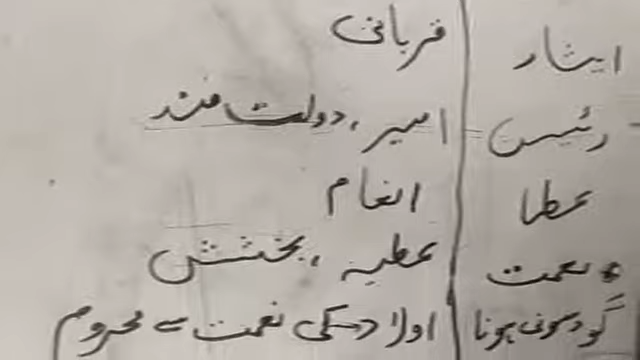 ایثار | قربانی
رئیس | امیر، دولت مند
عطا | انعام
نعمت | عطیہ، بخشش
گود سونی ہونا | اولاد کی نعمت سے محروم